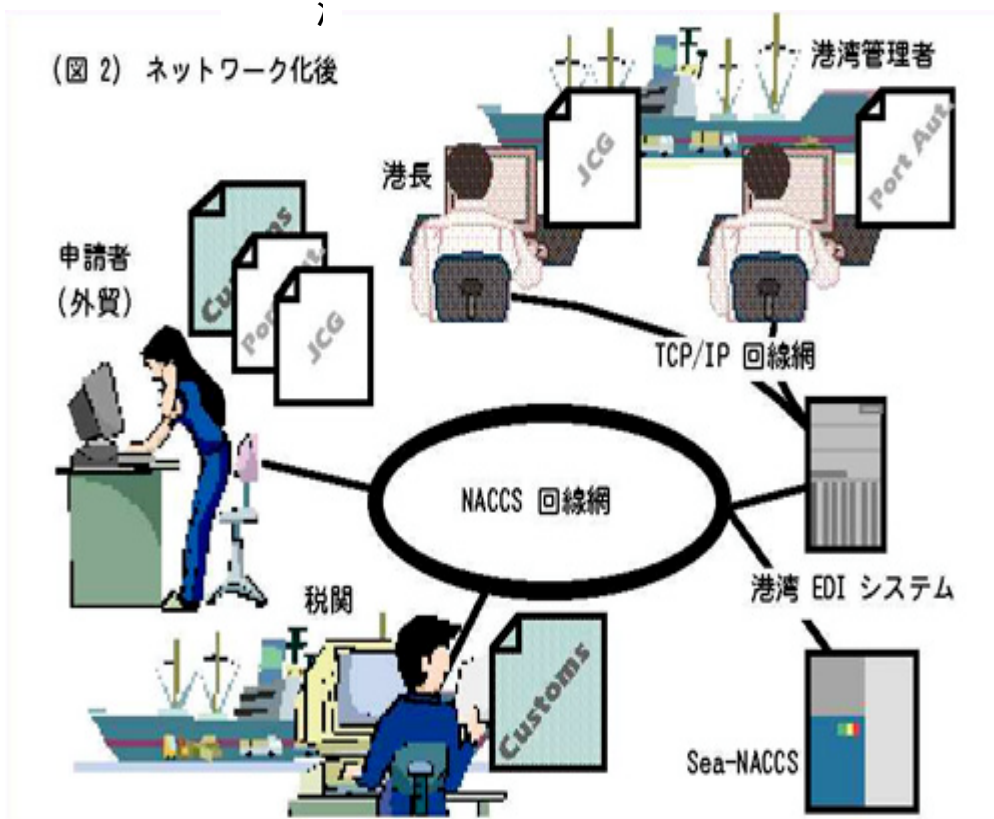 (図 2) ネットワーク化後
港湾管理者
港長
JCG
Port Aut.
申請者
(外貿)
Customs
JCG
TCP/IP 回線網
NACCS 回線網
港湾 EDI システム
税関
Customs
Sea-NACCS